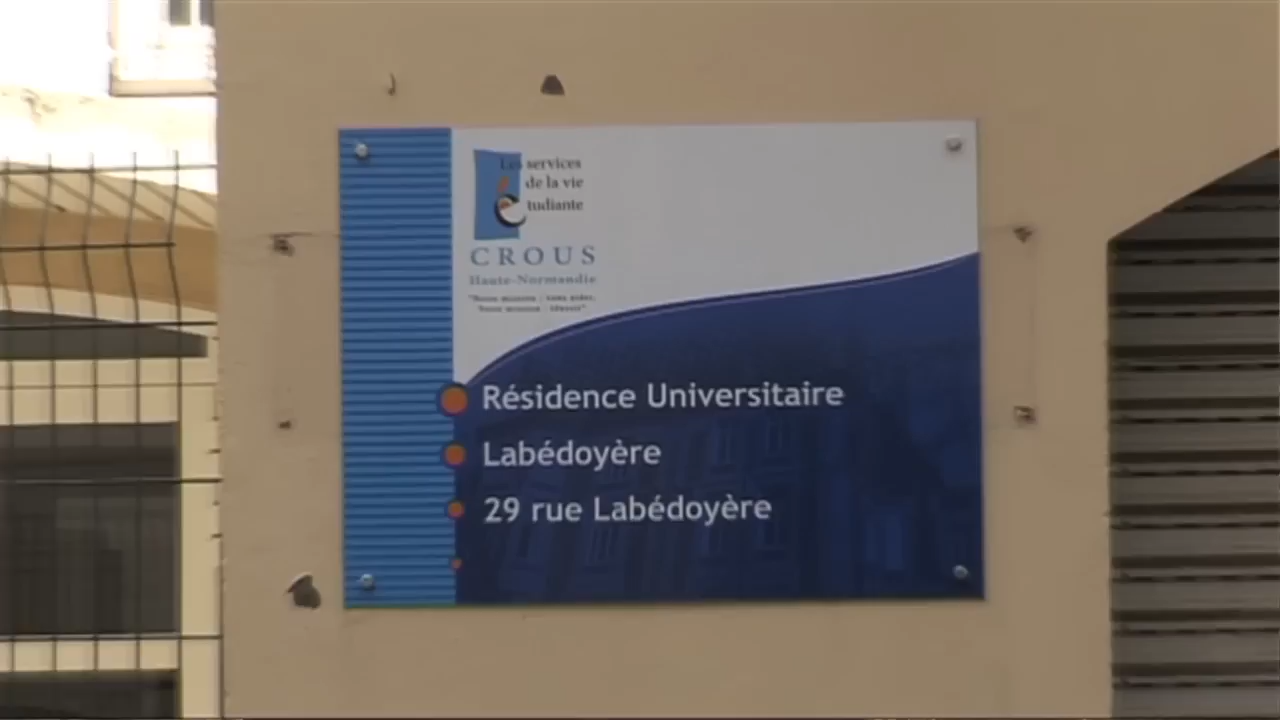 Les services
de la vie
étudiante
CROUS
Haute-Normandie
Résidence Universitaire
Labédoyère
29 rue Labédoyère